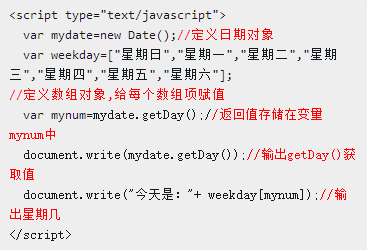 <script type="text/javascript">
var mydate=new Date();//定义日期对象
var weekday=["星期日","星期一","星期二","星期
三","星期四","星期五","星期六"];
//定义数组对象,给每个数组项赋值
var mynum=mydate.getDay();//返回值存储在变量
mynum中
document.write(mydate.getDay());//输出getDay()获
取值
document.write("今天是："+ weekday[mynum]);//输
出星期几
</script>